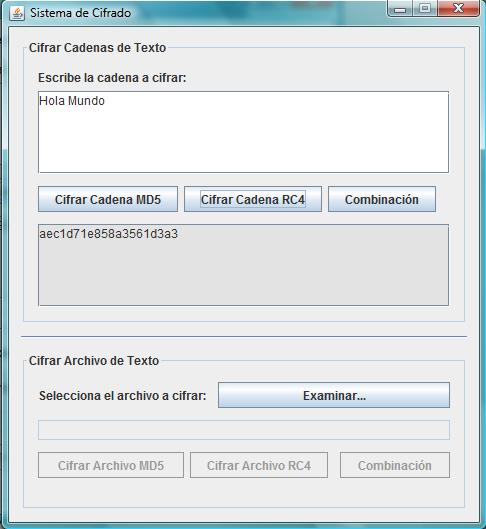 Sistema de Cifrado
Cifrar Cadenas de Texto
Escribe la cadena a cifrar:
Hola Mundo
Cifrar Cadena MD5 Cifrar Cadena RC4 Combinación
aec1d71e858a3561d3a3
Cifrar Archivo de Texto
Selecciona el archivo a cifrar: Examinar...
Cifrar Archivo MD5 Cifrar Archivo RC4 Combinación